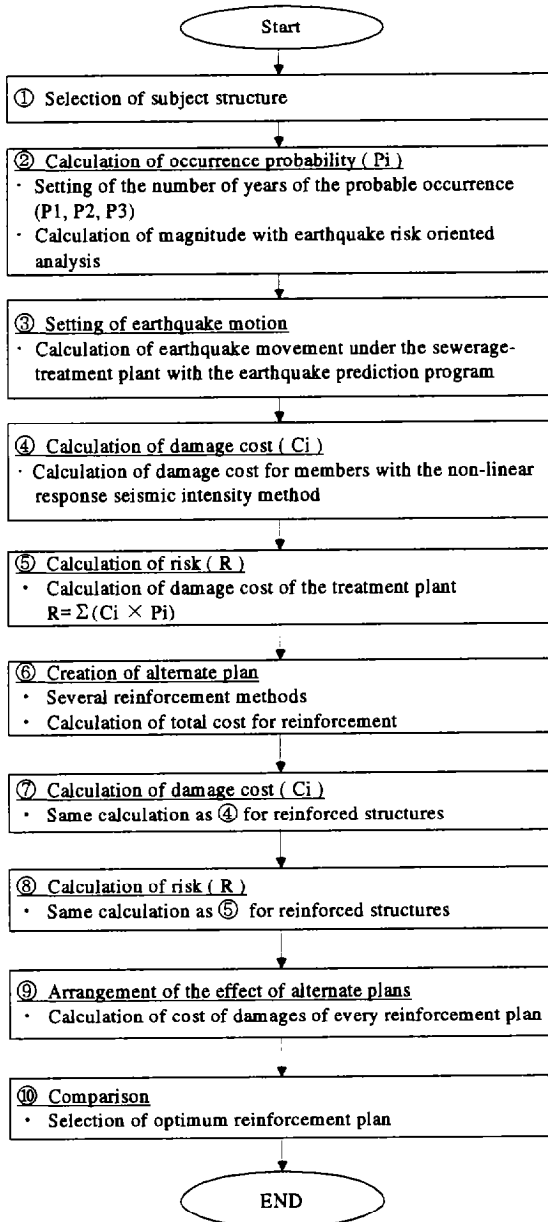 Start
① Selection of subject structure
② Calculation of occurrence probability ( Pi )
· Setting of the number of years of the probable occurrence
(P1, P2, P3)
· Calculation of magnitude with earthquake risk oriented
analysis
③ Setting of earthquake motion
· Calculation of earthquake movement under the sewerage-
treatment plant with the earthquake prediction program
④ Calculation of damage cost ( Ci )
· Calculation of damage cost for members with the non-linear
response seismic intensity method
⑤ Calculation of risk ( R )
· Calculation of damage cost of the treatment plant
R= Σ (Ci × Pi)
⑥ Creation of alternate plan
· Several reinforcement methods
· Calculation of total cost for reinforcement
⑦ Calculation of damage cost ( Ci )
· Same calculation as ④ for reinforced structures
⑧ Calculation of risk ( R )
· Same calculation as ⑤ for reinforced structures
⑨ Arrangement of the effect of alternate plans
· Calculation of cost of damages of every reinforcement plan
⑩ Comparison
· Selection of optimum reinforcement plan
END